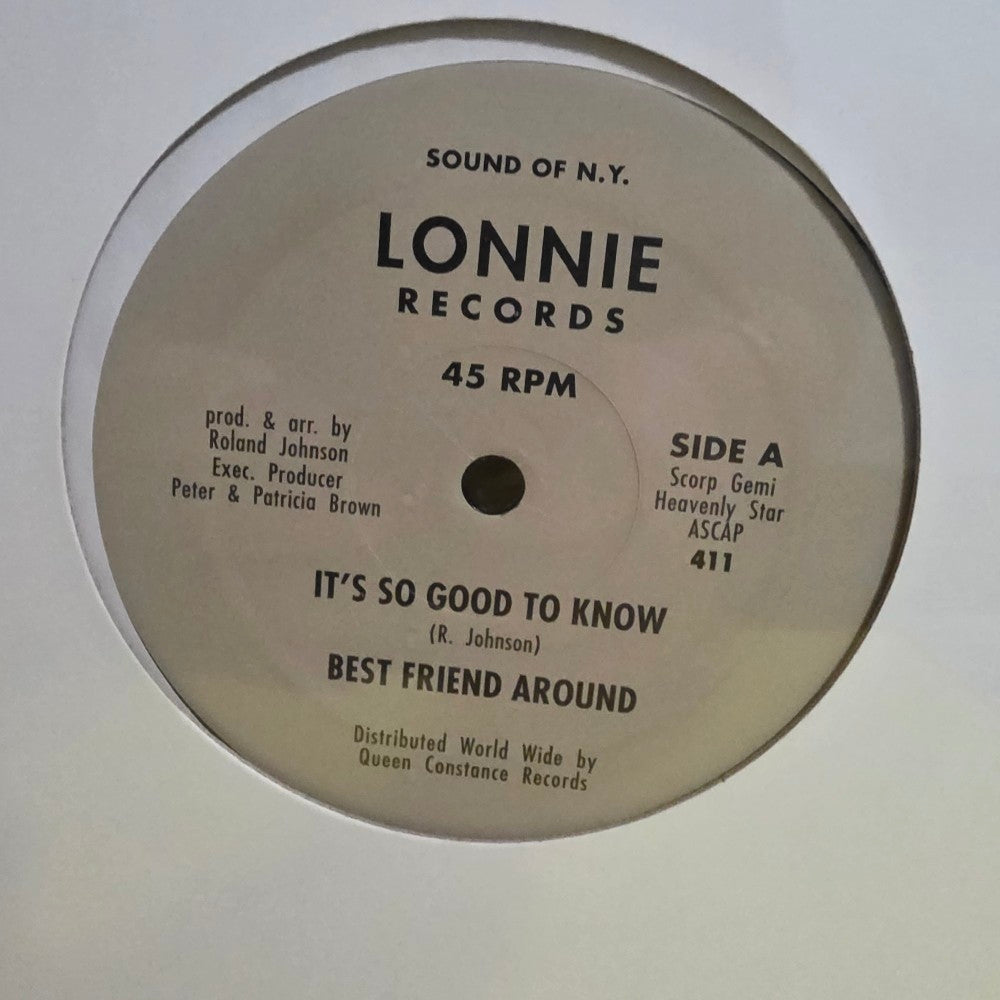 SOUND OF N.Y.
LONNIE
RECORDS
45 RPM
prod. & arr. by
Roland Johnson
Exec. Producer
Peter & Patricia Brown
SIDE A
Scorp Gemi
Heavenly Star
ASCAP
411
IT'S SO GOOD TO KNOW
(R. Johnson)
BEST FRIEND AROUND
Distributed World Wide by
Queen Constance Records